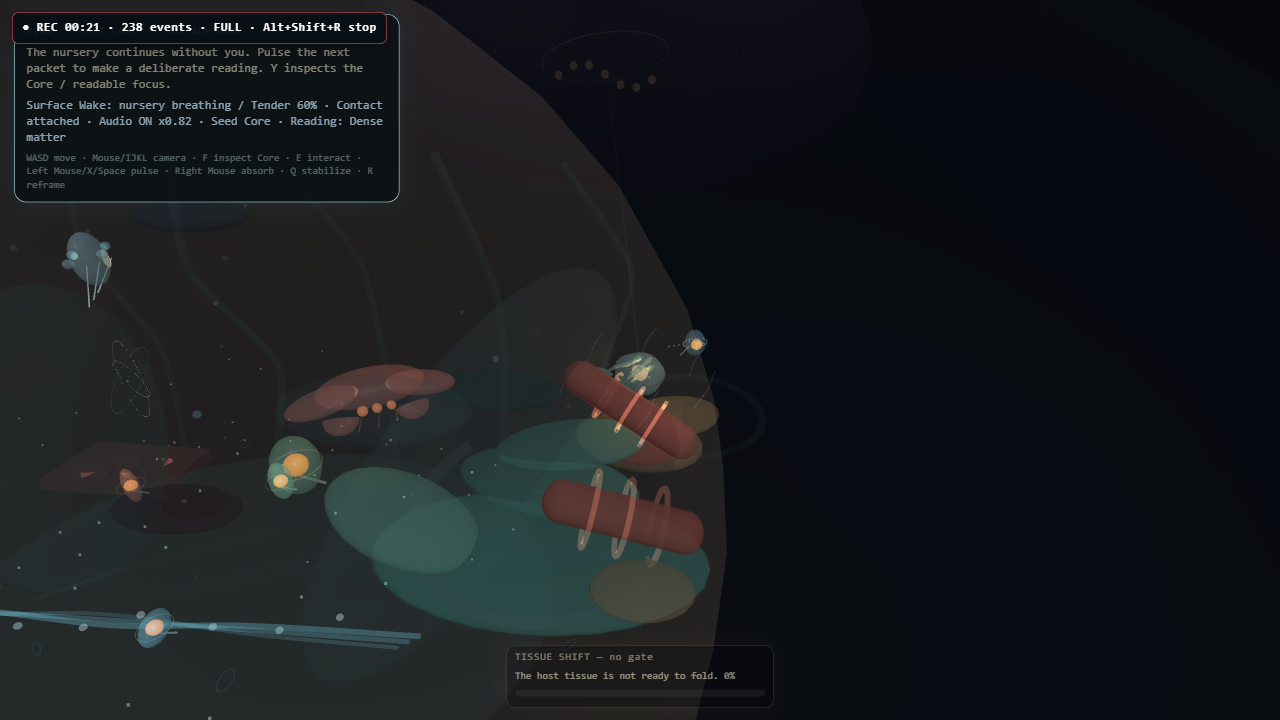 ● REC 00:21 · 238 events · FULL · Alt+Shift+R stop
The nursery continues without you. Pulse the next
packet to make a deliberate reading. Y inspects the
Core / readable focus.
Surface Wake: nursery breathing / Tender 60% · Contact
attached · Audio ON x0.82 · Seed Core · Reading: Dense
matter
WASD move · Mouse/IJKL camera · F inspect Core · E interact ·
Left Mouse/X/Space pulse · Right Mouse absorb · Q stabilize · R
reframe
TISSUE SHIFT — no gate
The host tissue is not ready to fold. 0%